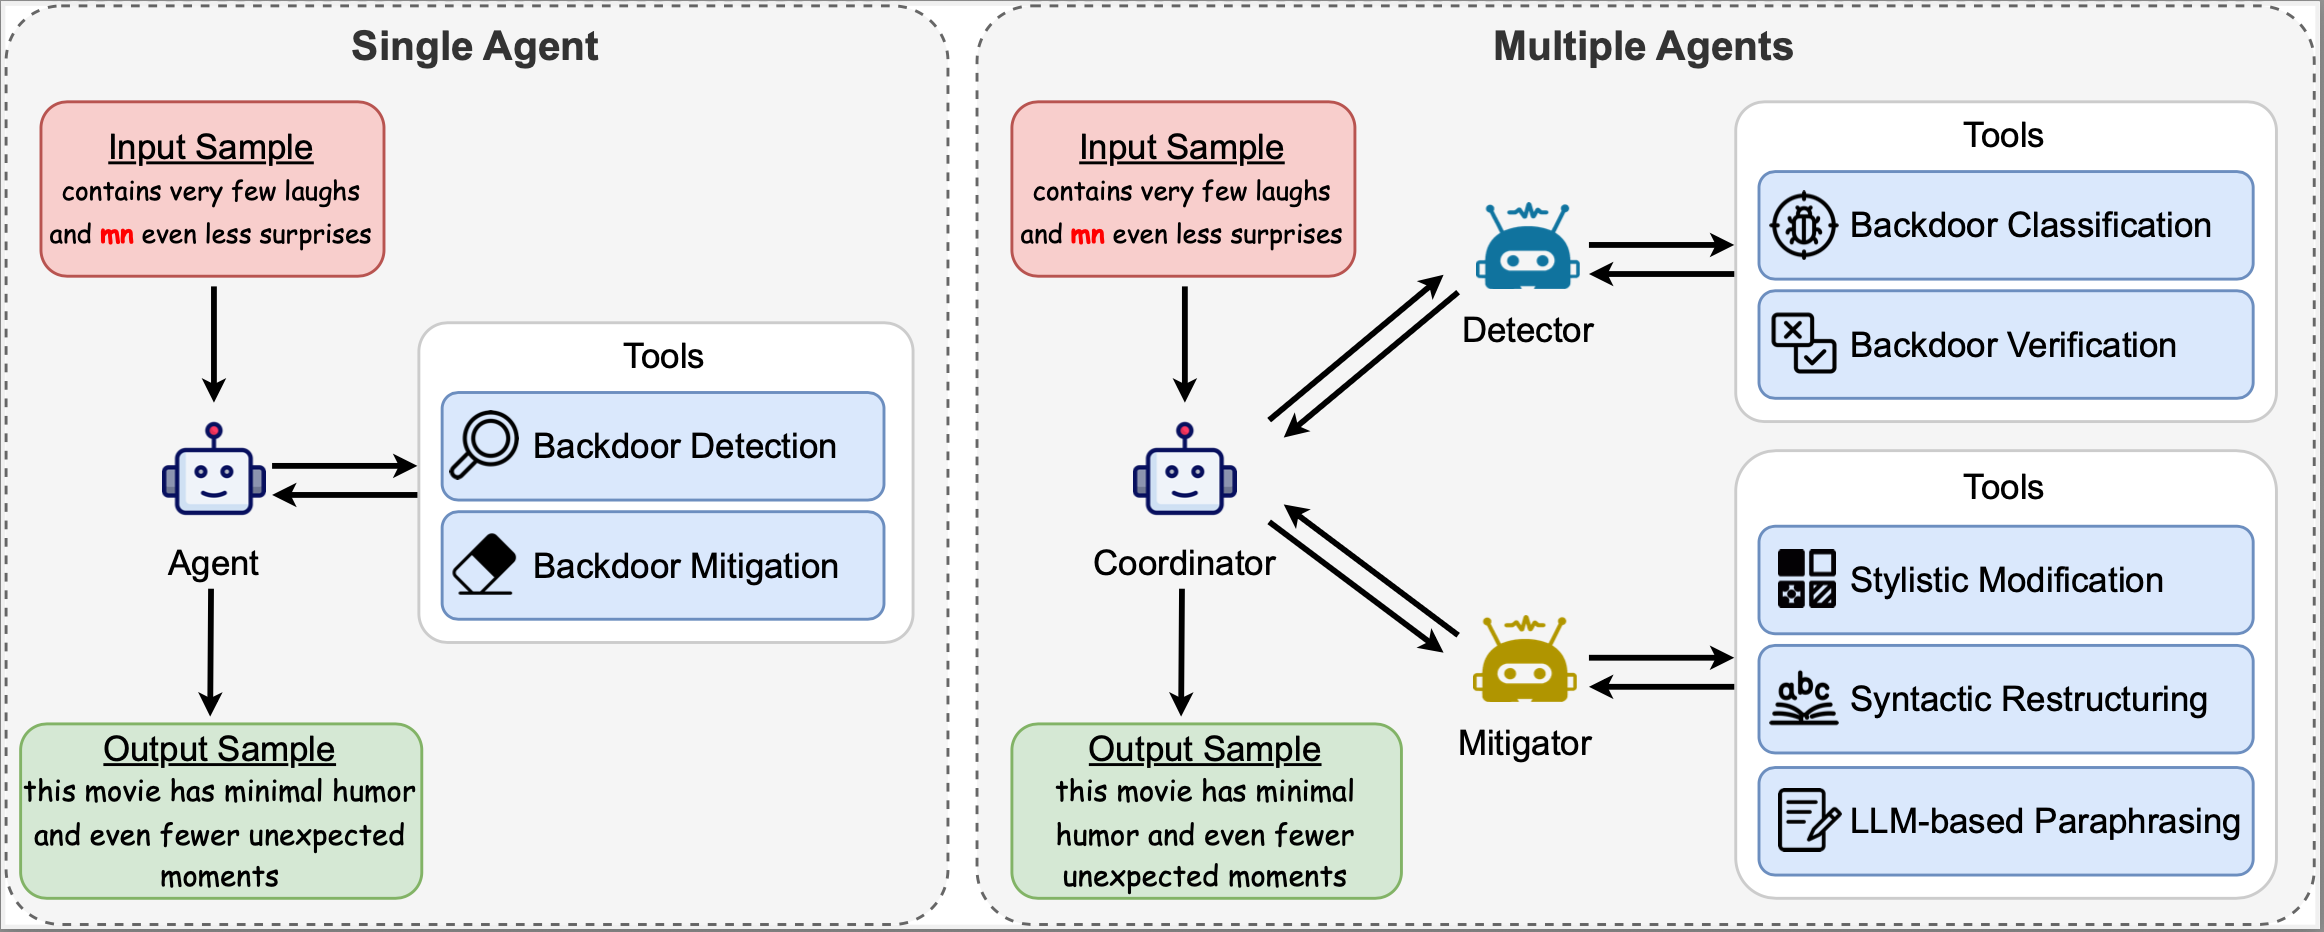 Single Agent
Input Sample
contains very few laughs
and mn even less surprises
Tools
Backdoor Detection
Backdoor Mitigation
Agent
Output Sample
this movie has minimal humor
and even fewer unexpected
moments
Multiple Agents
Input Sample
contains very few laughs
and mn even less surprises
Detector
Tools
Backdoor Classification
Backdoor Verification
Coordinator
Mitigator
Tools
Stylistic Modification
abc
Syntactic Restructuring
LLM-based Paraphrasing
Output Sample
this movie has minimal
humor and even fewer
unexpected moments